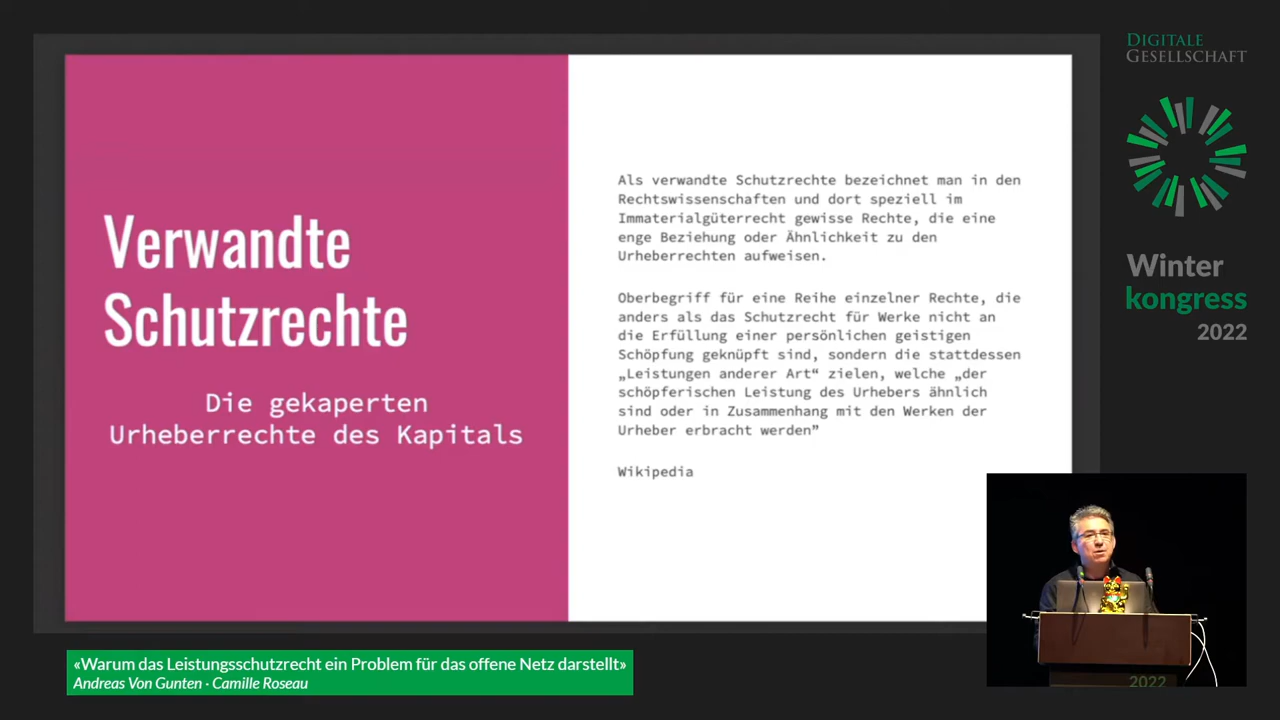 DIGITALE
GESELLSCHAFT
Winter
kongress
2022
Verwandte
Schutzrechte
Die gekaperten
Urheberrechte des Kapitals
Als verwandte Schutzrechte bezeichnet man in den
Rechtswissenschaften und dort speziell im
Immaterialgüterrecht gewisse Rechte, die eine
enge Beziehung oder Ähnlichkeit zu den
Urheberrechten aufweisen.
Oberbegriff für eine Reihe einzelner Rechte, die
anders als das Schutzrecht für Werke nicht an
die Erfüllung einer persönlichen geistigen
Schöpfung geknüpft sind, sondern die stattdessen
„Leistungen anderer Art“ zielen, welche „der
schöpferischen Leistung des Urhebers ähnlich
sind oder in Zusammenhang mit den Werken der
Urheber erbracht werden”
Wikipedia
2022
«Warum das Leistungsschutzrecht ein Problem für das offene Netz darstellt»
Andreas Von Gunten · Camille Roseau